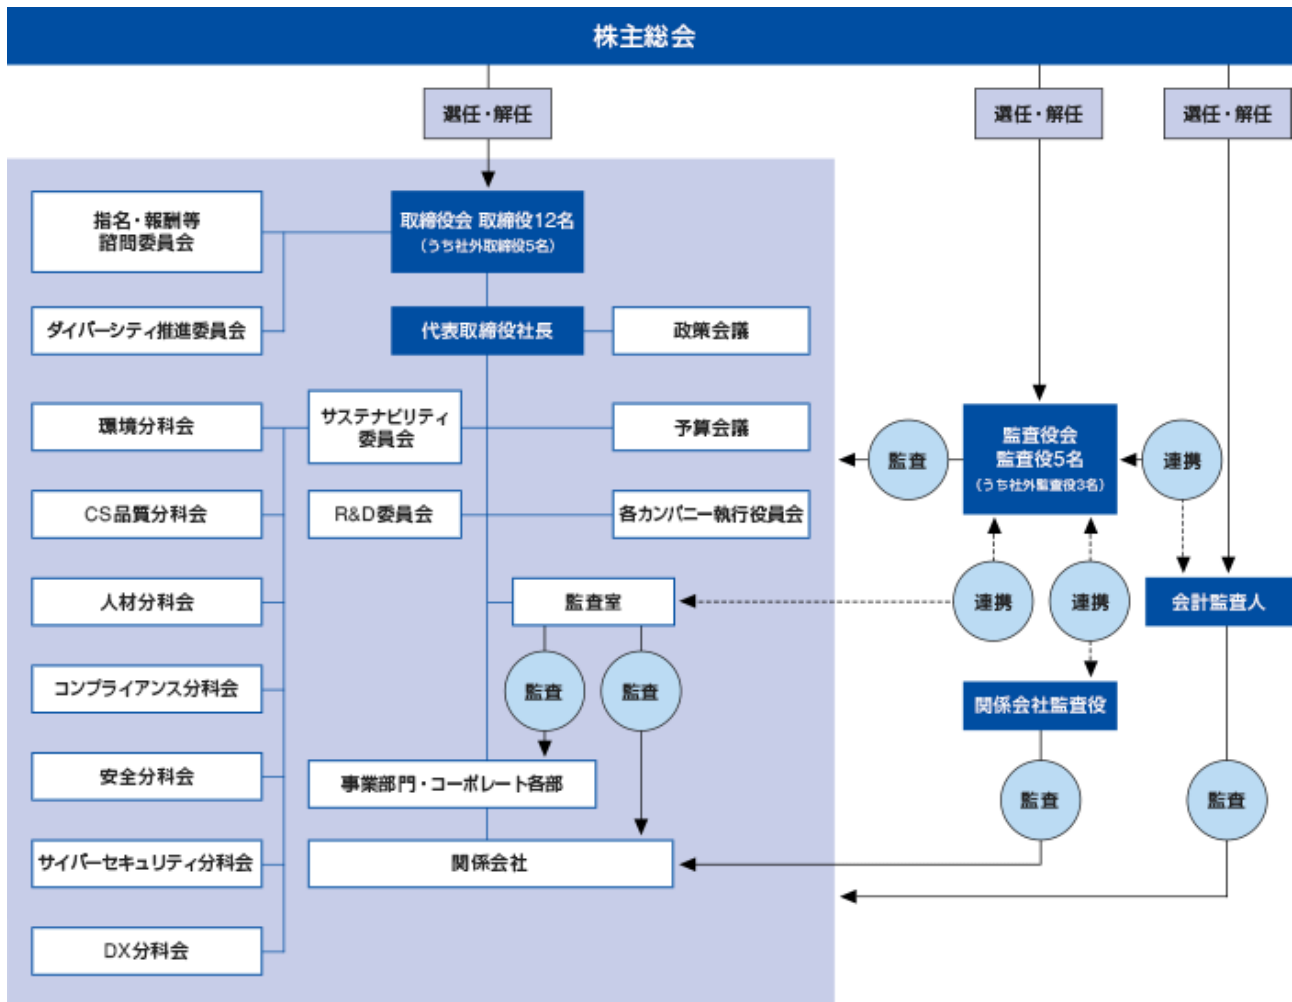 株主総会
選任・解任
選任・解任
選任・解任
指名・報酬等
諮問委員会
取締役会 取締役12名
（うち社外取締役5名）
ダイバーシティ推進委員会
代表取締役社長
政策会議
環境分科会
サステナビリティ
委員会
予算会議
監査
監査役会
監査役5名
（うち社外監査役3名）
連携
CS品質分科会
R&D委員会
各カンパニー執行役員会
人材分科会
監査室
連携
連携
会計監査人
コンプライアンス分科会
監査
監査
関係会社監査役
安全分科会
事業部門・コーポレート各部
監査
監査
サイバーセキュリティ分科会
関係会社
DX分科会